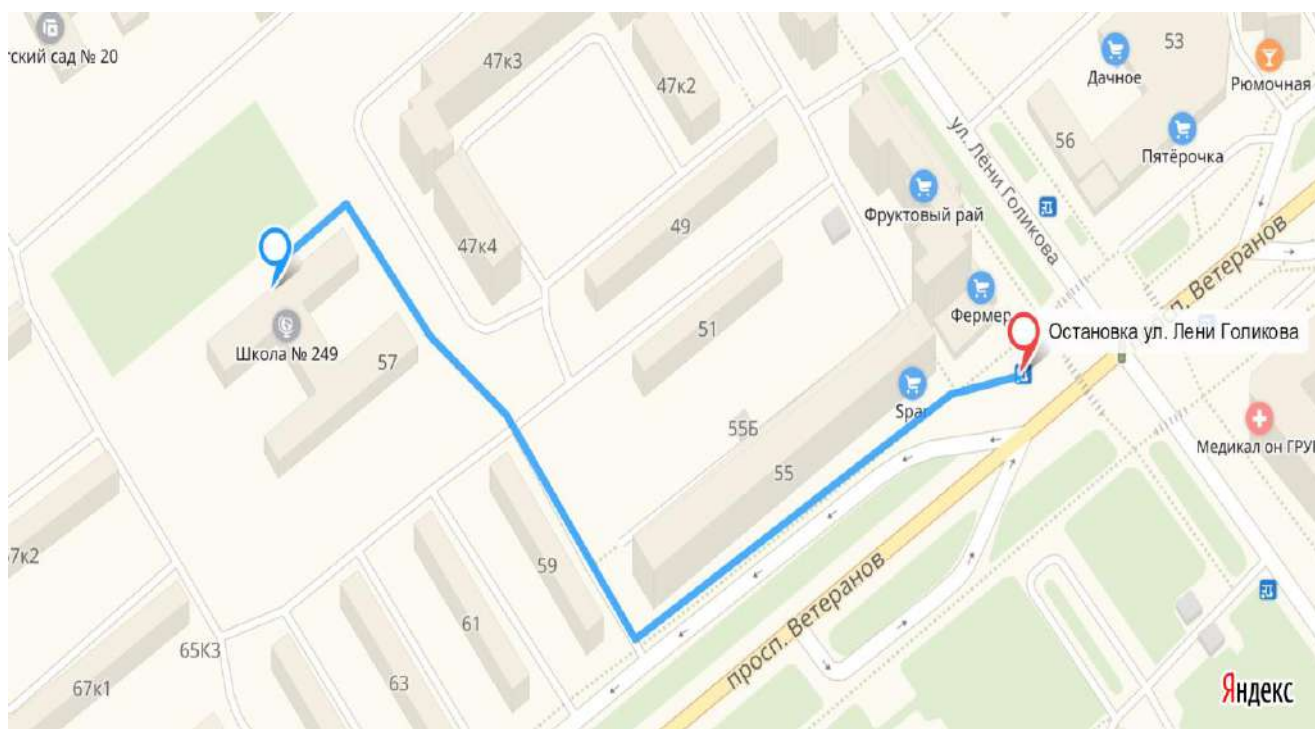 тский сад № 20
47к3
47к2
ул. Лёни Голикова
53
Дачное
Рюмочная
56
Пятёрочка
Фруктовый рай
49
47к4
просп. Ветеранов
п. Ветеранов
Фермер
Остановка ул. Лени Голикова
Школа № 249
57
51
Spar
55Б
55
Медикал он ГРУ
59
7к2
61
65К3
63
67к1
Яндекс